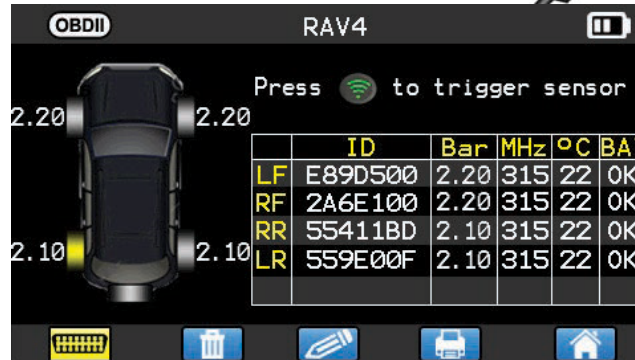 OBDII RAV4
Press to trigger sensor
2.20 2.20
ID Bar MHz ºC BA
LF E89D500 2.20 315 22 OK
RF 2A6E100 2.20 315 22 OK
RR 55411BD 2.10 315 22 OK
2.10 2.10
LR 559E00F 2.10 315 22 OK